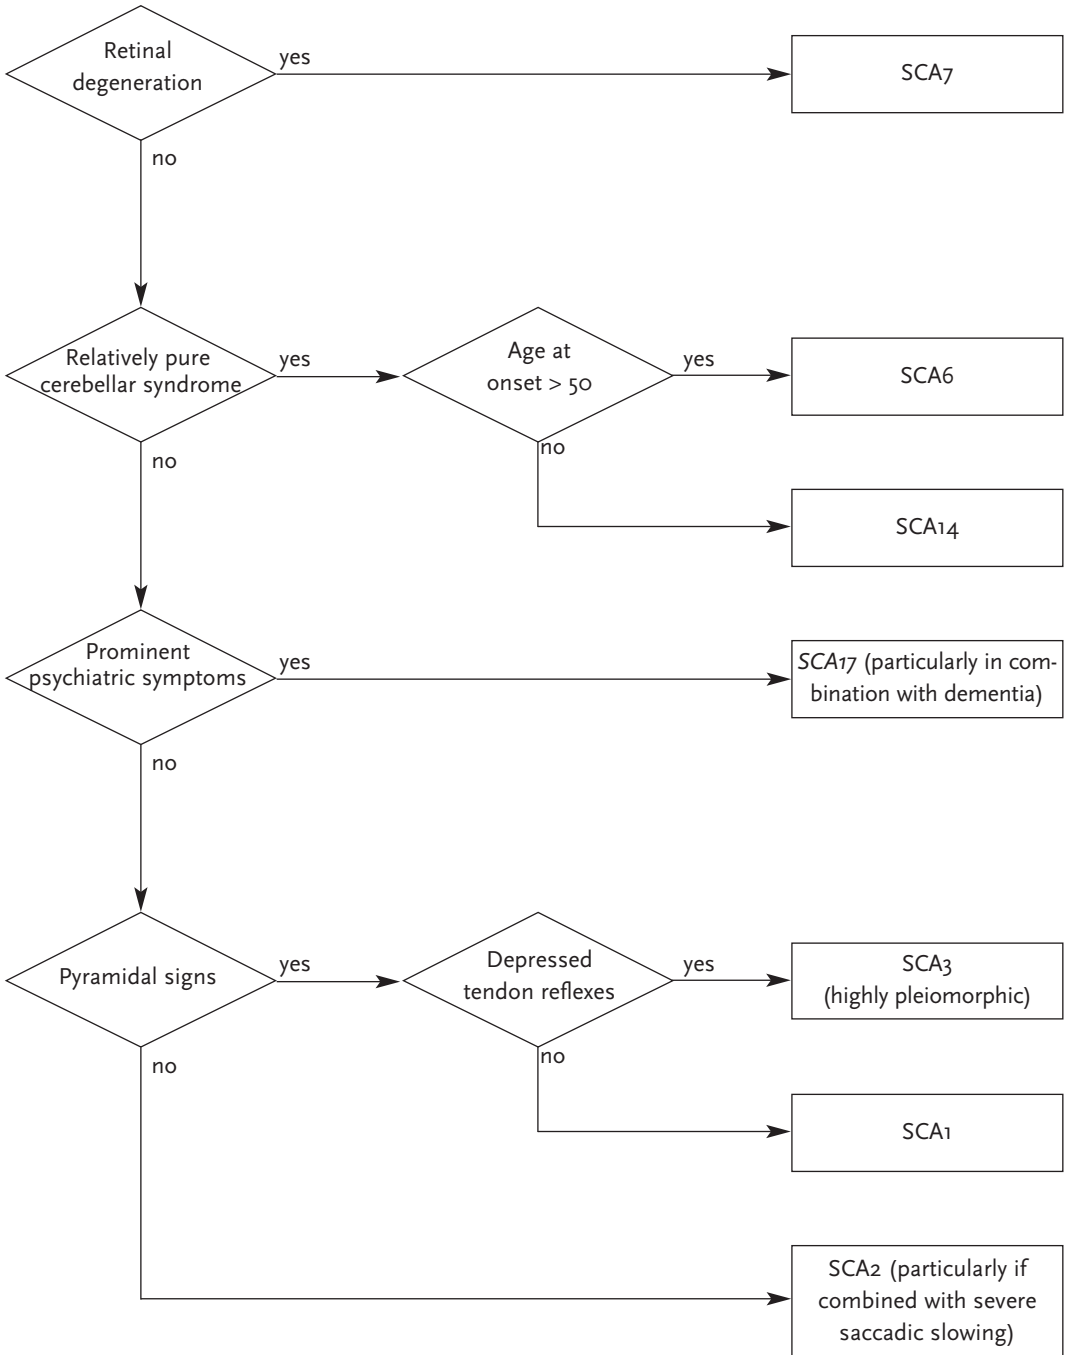 Retinal
degeneration
yes
SCA7
no
Relatively pure
cerebellar syndrome
yes
Age at
onset > 50
yes
SCA6
no
no
SCA14
Prominent
psychiatric symptoms
yes
SCA17 (particularly in com-
bination with dementia)
no
Pyramidal signs
yes
Depressed
tendon reflexes
yes
SCA3
(highly pleiomorphic)
no
no
SCA1
SCA2 (particularly if
combined with severe
saccadic slowing)